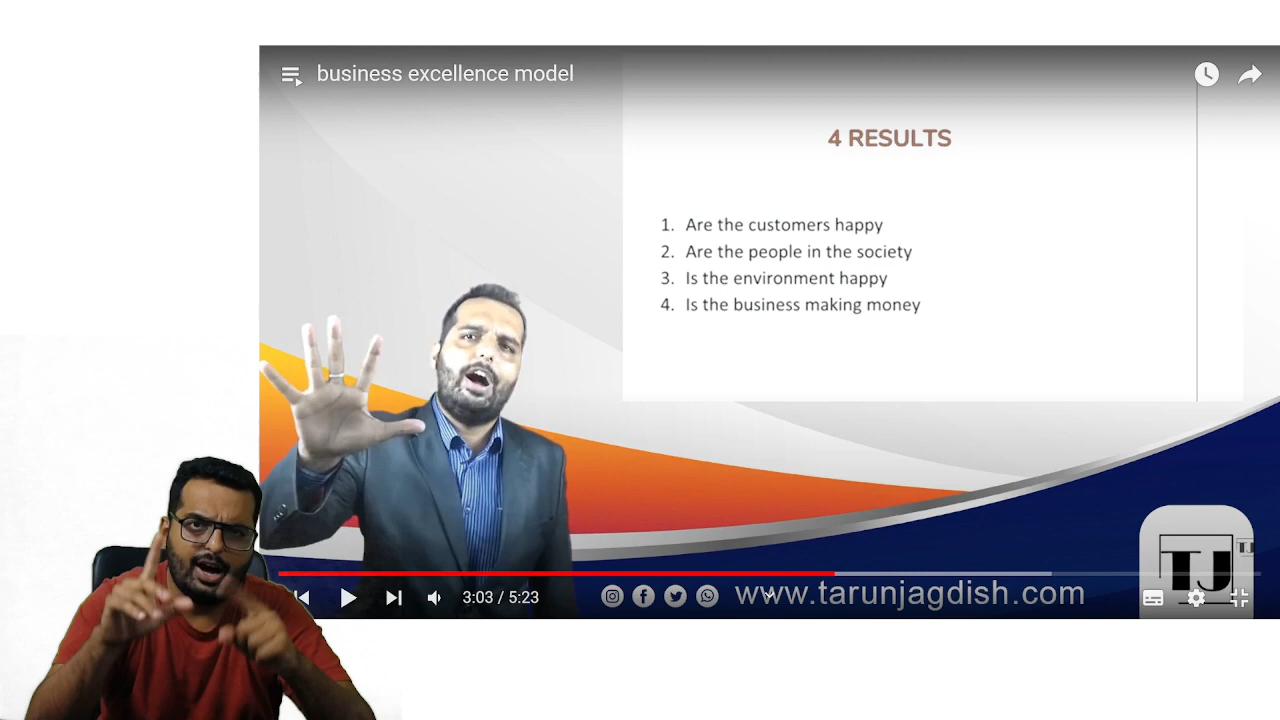 business excellence model
4 RESULTS
1. Are the customers happy
2. Are the people in the society
3. Is the environment happy
4. Is the business making money
TJ
TJ
3:03 / 5:23
www.tarunjagdish.com